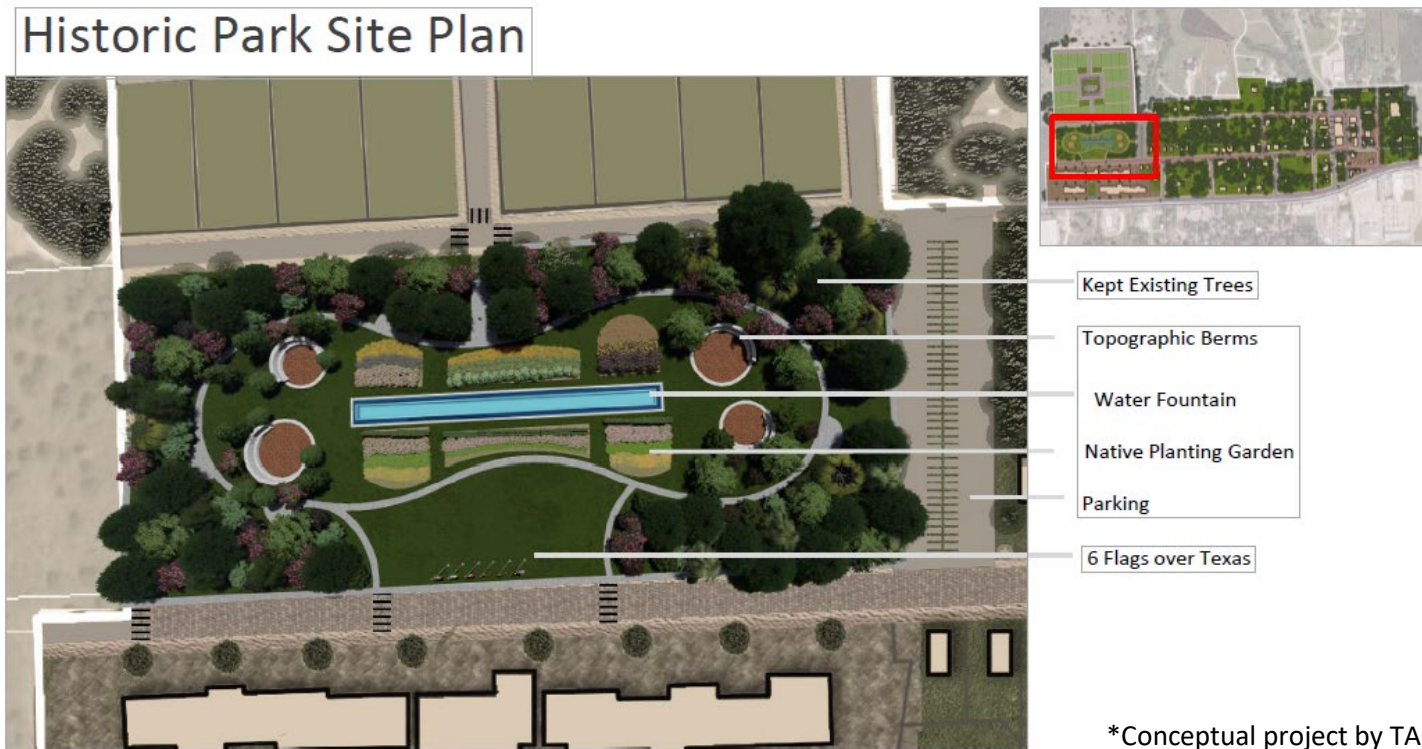 Historic Park Site Plan
Kept Existing Trees
Topographic Berms
Water Fountain
Native Planting Garden
Parking
6 Flags over Texas
*Conceptual project by TA